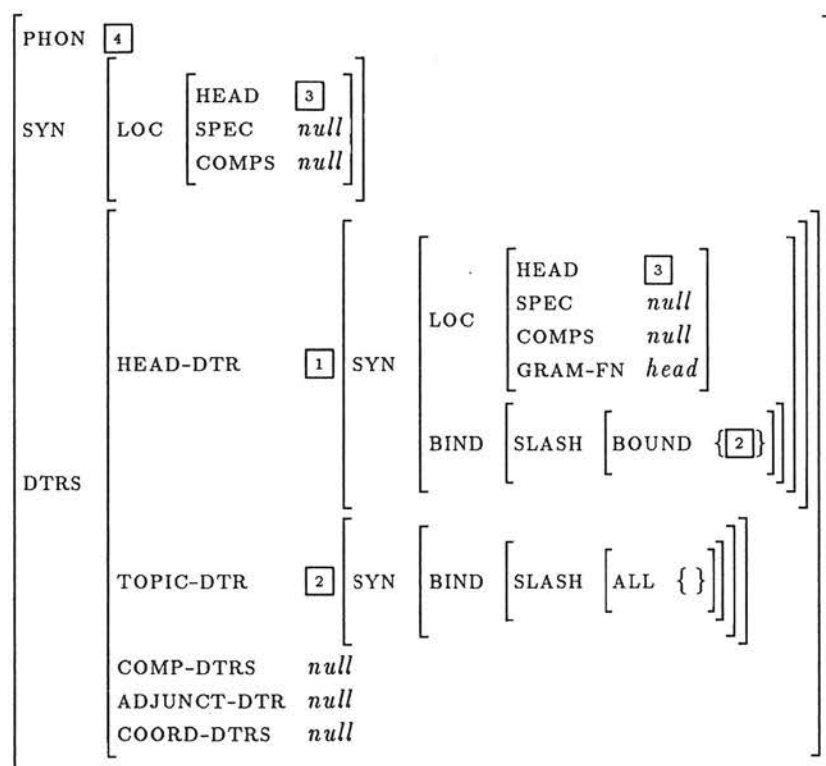 PHON 4
HEAD 3
SYN LOC SPEC null
COMPS null
HEAD 3
SPEC null
LOC
COMPS null
HEAD-DTR 1 SYN GRAM-FN head
BIND SLASH BOUND {2}
DTRS
TOPIC-DTR 2 SYN BIND SLASH ALL { }
COMP-DTRS null
ADJUNCT-DTR null
COORD-DTRS null